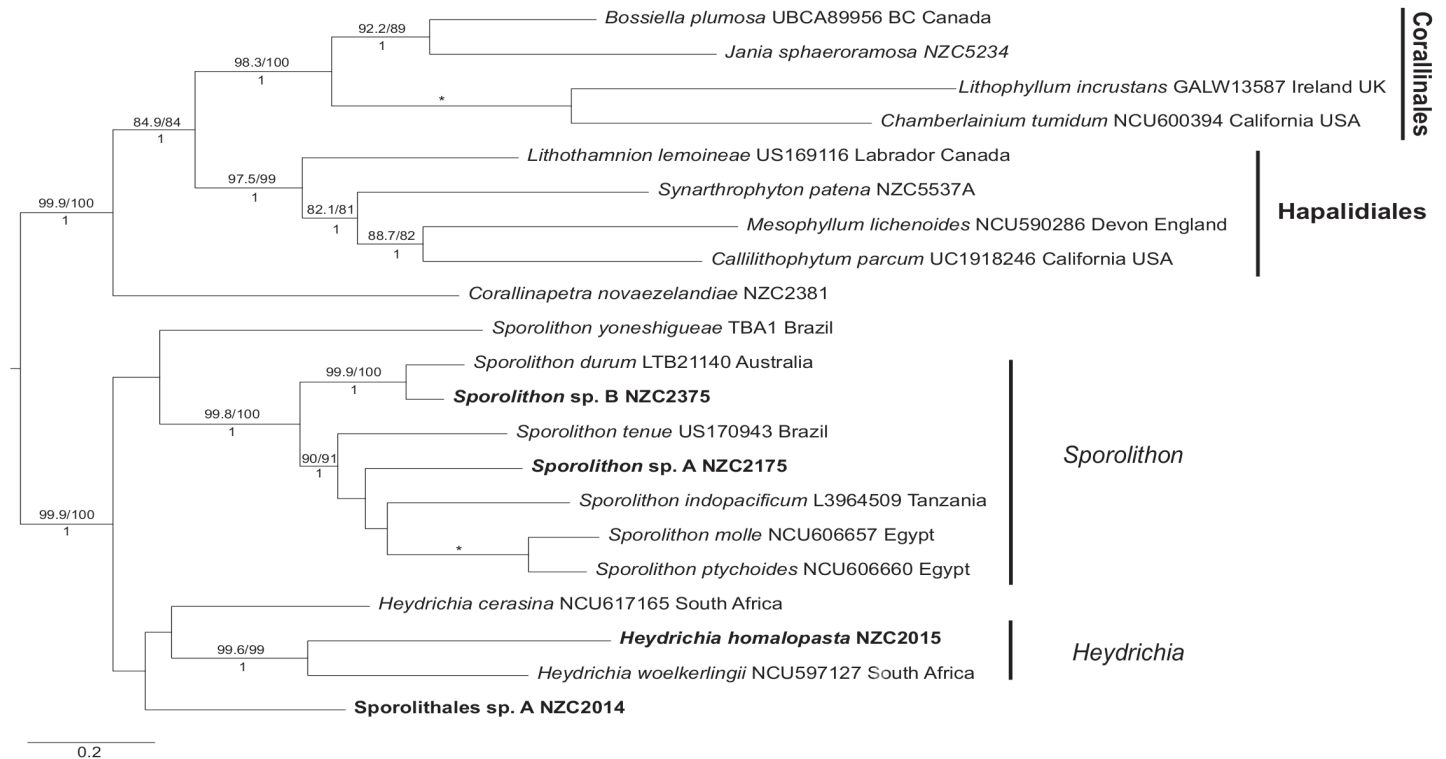 Bossiella plumosa UBCA89956 BC Canada
92.2/89
1
Jania sphaeroramosa NZC5234
98.3/100
1
Lithophyllum incrustans GALW13587 Ireland UK
*
Chamberlainium tumidum NCU600394 California USA
Corallinales
84.9/84
1
Lithothamnion lemoineae US169116 Labrador Canada
97.5/99
1
Synarthrophyton patena NZC5537A
82.1/81
1
Mesophyllum lichenoides NCU590286 Devon England
88.7/82
1
Callilithophytum parcum UC1918246 California USA
Hapalidiales
99.9/100
1
Corallinapetra novaezelandiae NZC2381
Sporolithon yoneshigueae TBA1 Brazil
Sporolithon durum LTB21140 Australia
99.9/100
1
Sporolithon sp. B NZC2375
99.8/100
1
Sporolithon tenue US170943 Brazil
90/91
1
Sporolithon sp. A NZC2175
Sporolithon
Sporolithon indopacificum L3964509 Tanzania
99.9/100
1
Sporolithon molle NCU606657 Egypt
*
Sporolithon ptychoides NCU606660 Egypt
Heydrichia cerasina NCU617165 South Africa
Heydrichia homalopasta NZC2015
99.6/99
1
Heydrichia
Heydrichia woelkerlingii NCU597127 South Africa
Sporolithales sp. A NZC2014
0.2